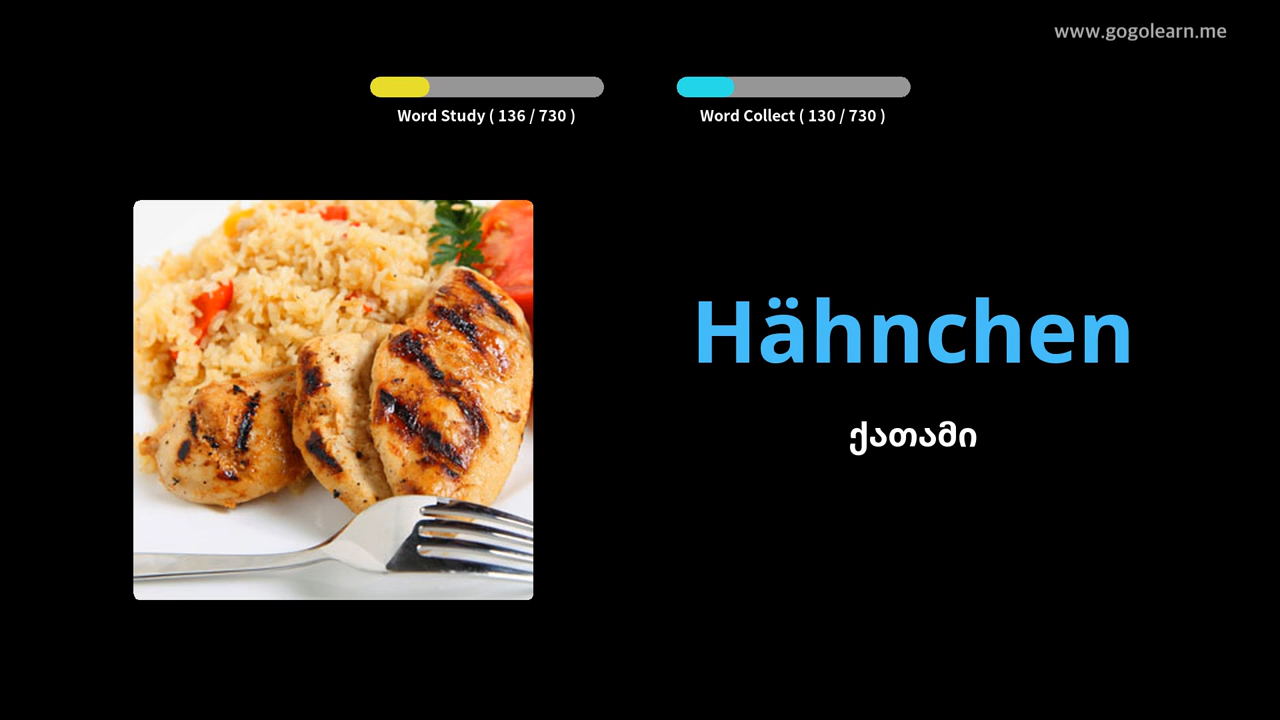 www.gogolearn.me
Word Study ( 136 / 730 )
Word Collect ( 130 / 730 )
Hähnchen
ქათამი